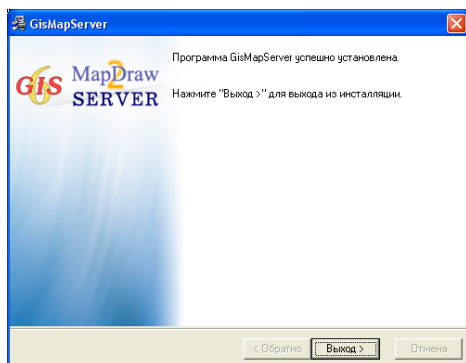 GisMapServer
Программа GisMapServer успешно установлена.
GIS 6 MapDraw 2
SERVER
Нажмите "Выход >" для выхода из инсталляции.
< Обратно Выход > Отмена